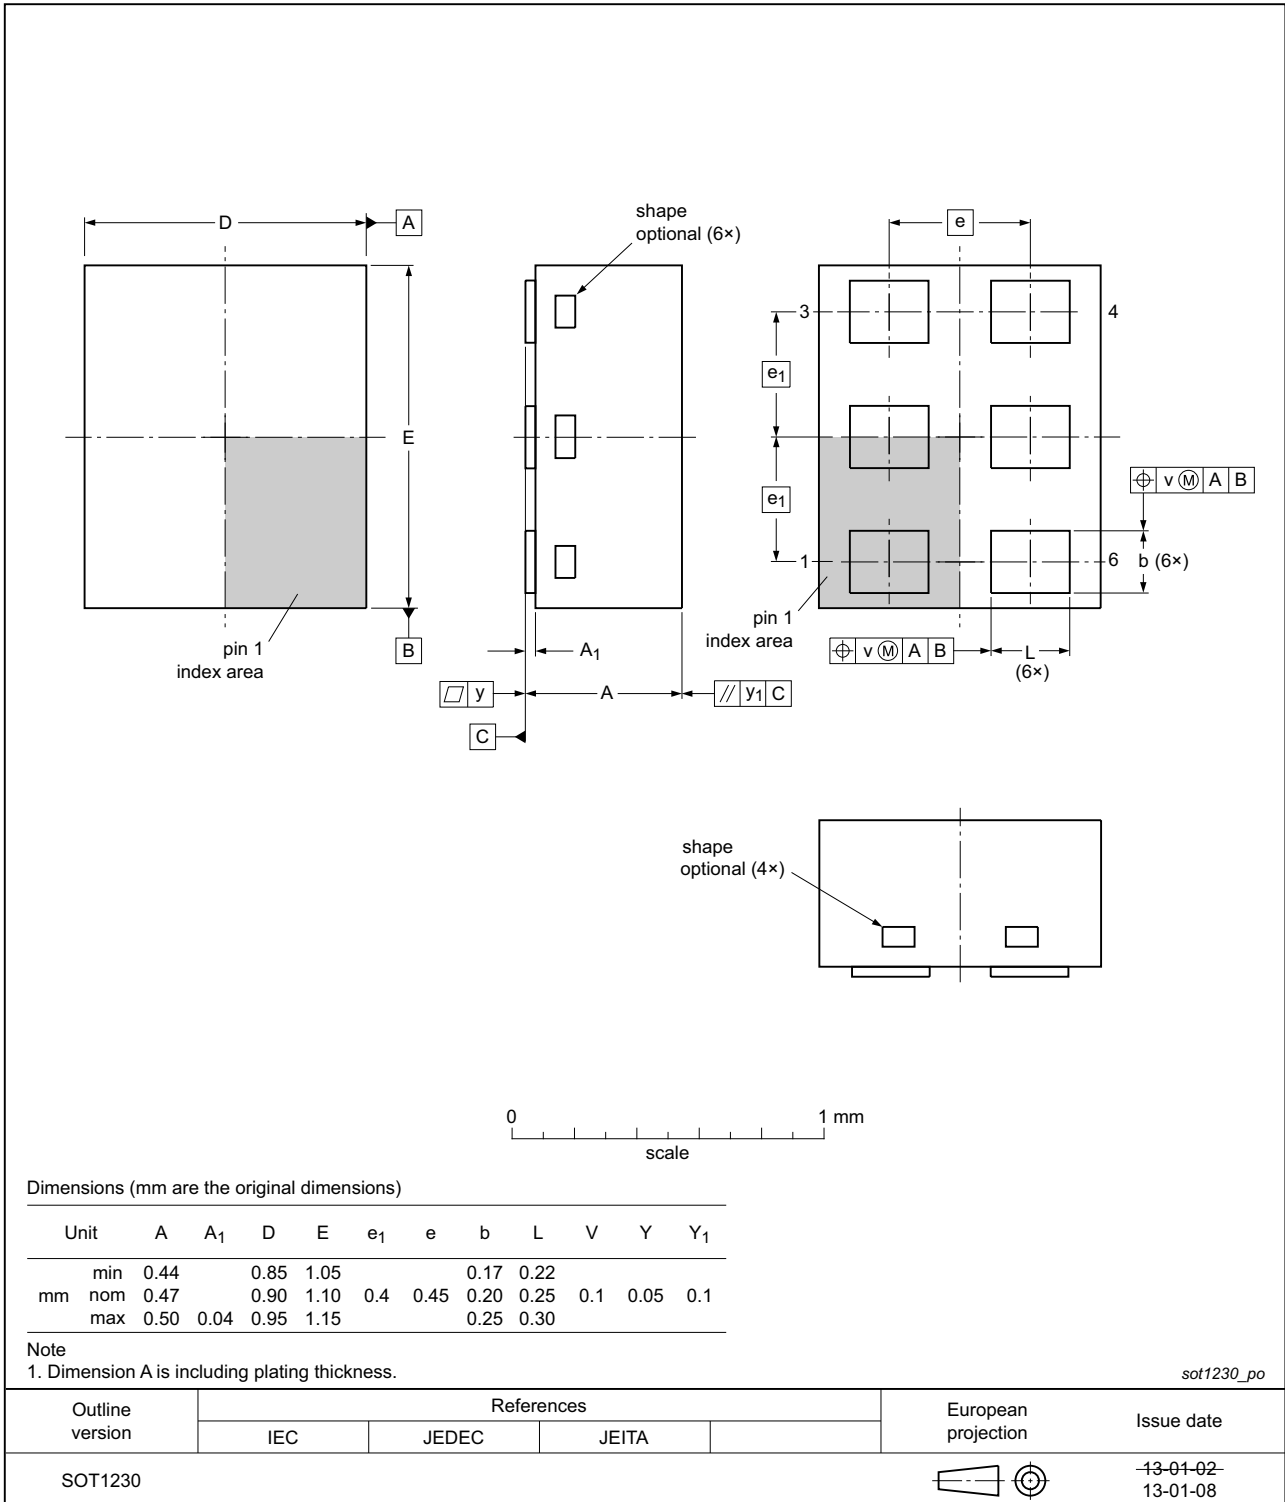 D
A
shape
optional (6×)
e
E
3
4
e1
e1
v M A B
1
6
b (6×)
pin 1
index area
B
A1
pin 1
index area
v M A B
L
(6×)
y
A
// y1 C
C
shape
optional (4×)
0 1 mm
scale
Dimensions (mm are the original dimensions)
Unit A A1 D E e1 e b L V Y Y1
min 0.44 0.85 1.05 0.17 0.22
mm nom 0.47 0.90 1.10 0.4 0.45 0.20 0.25 0.1 0.05 0.1
max 0.50 0.04 0.95 1.15 0.25 0.30
Note
1. Dimension A is including plating thickness.
sot1230_po
Outline
version
References
IEC JEDEC JEITA
European
projection
Issue date
SOT1230
13-01-02
13-01-08